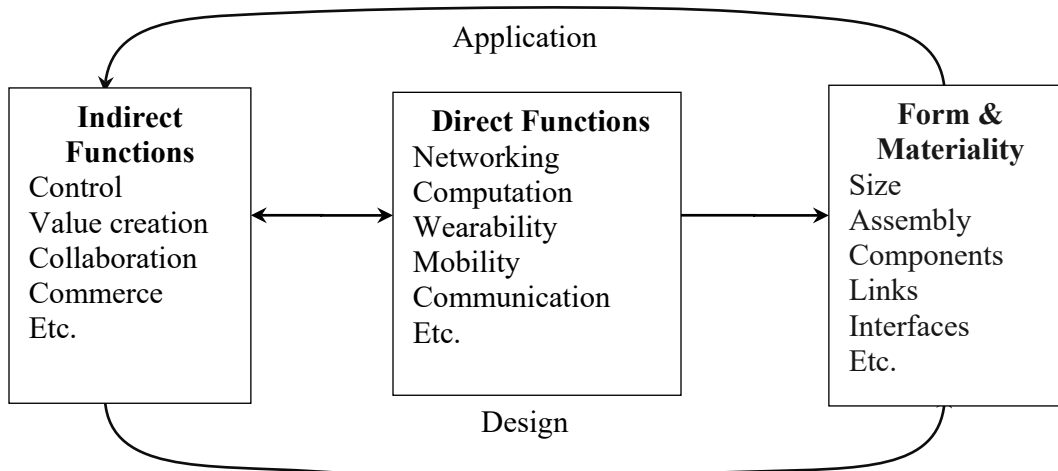 Application
Indirect
Functions
Control
Value creation
Collaboration
Commerce
Etc.
Direct Functions
Networking
Computation
Wearability
Mobility
Communication
Etc.
Form &
Materiality
Size
Assembly
Components
Links
Interfaces
Etc.
Design